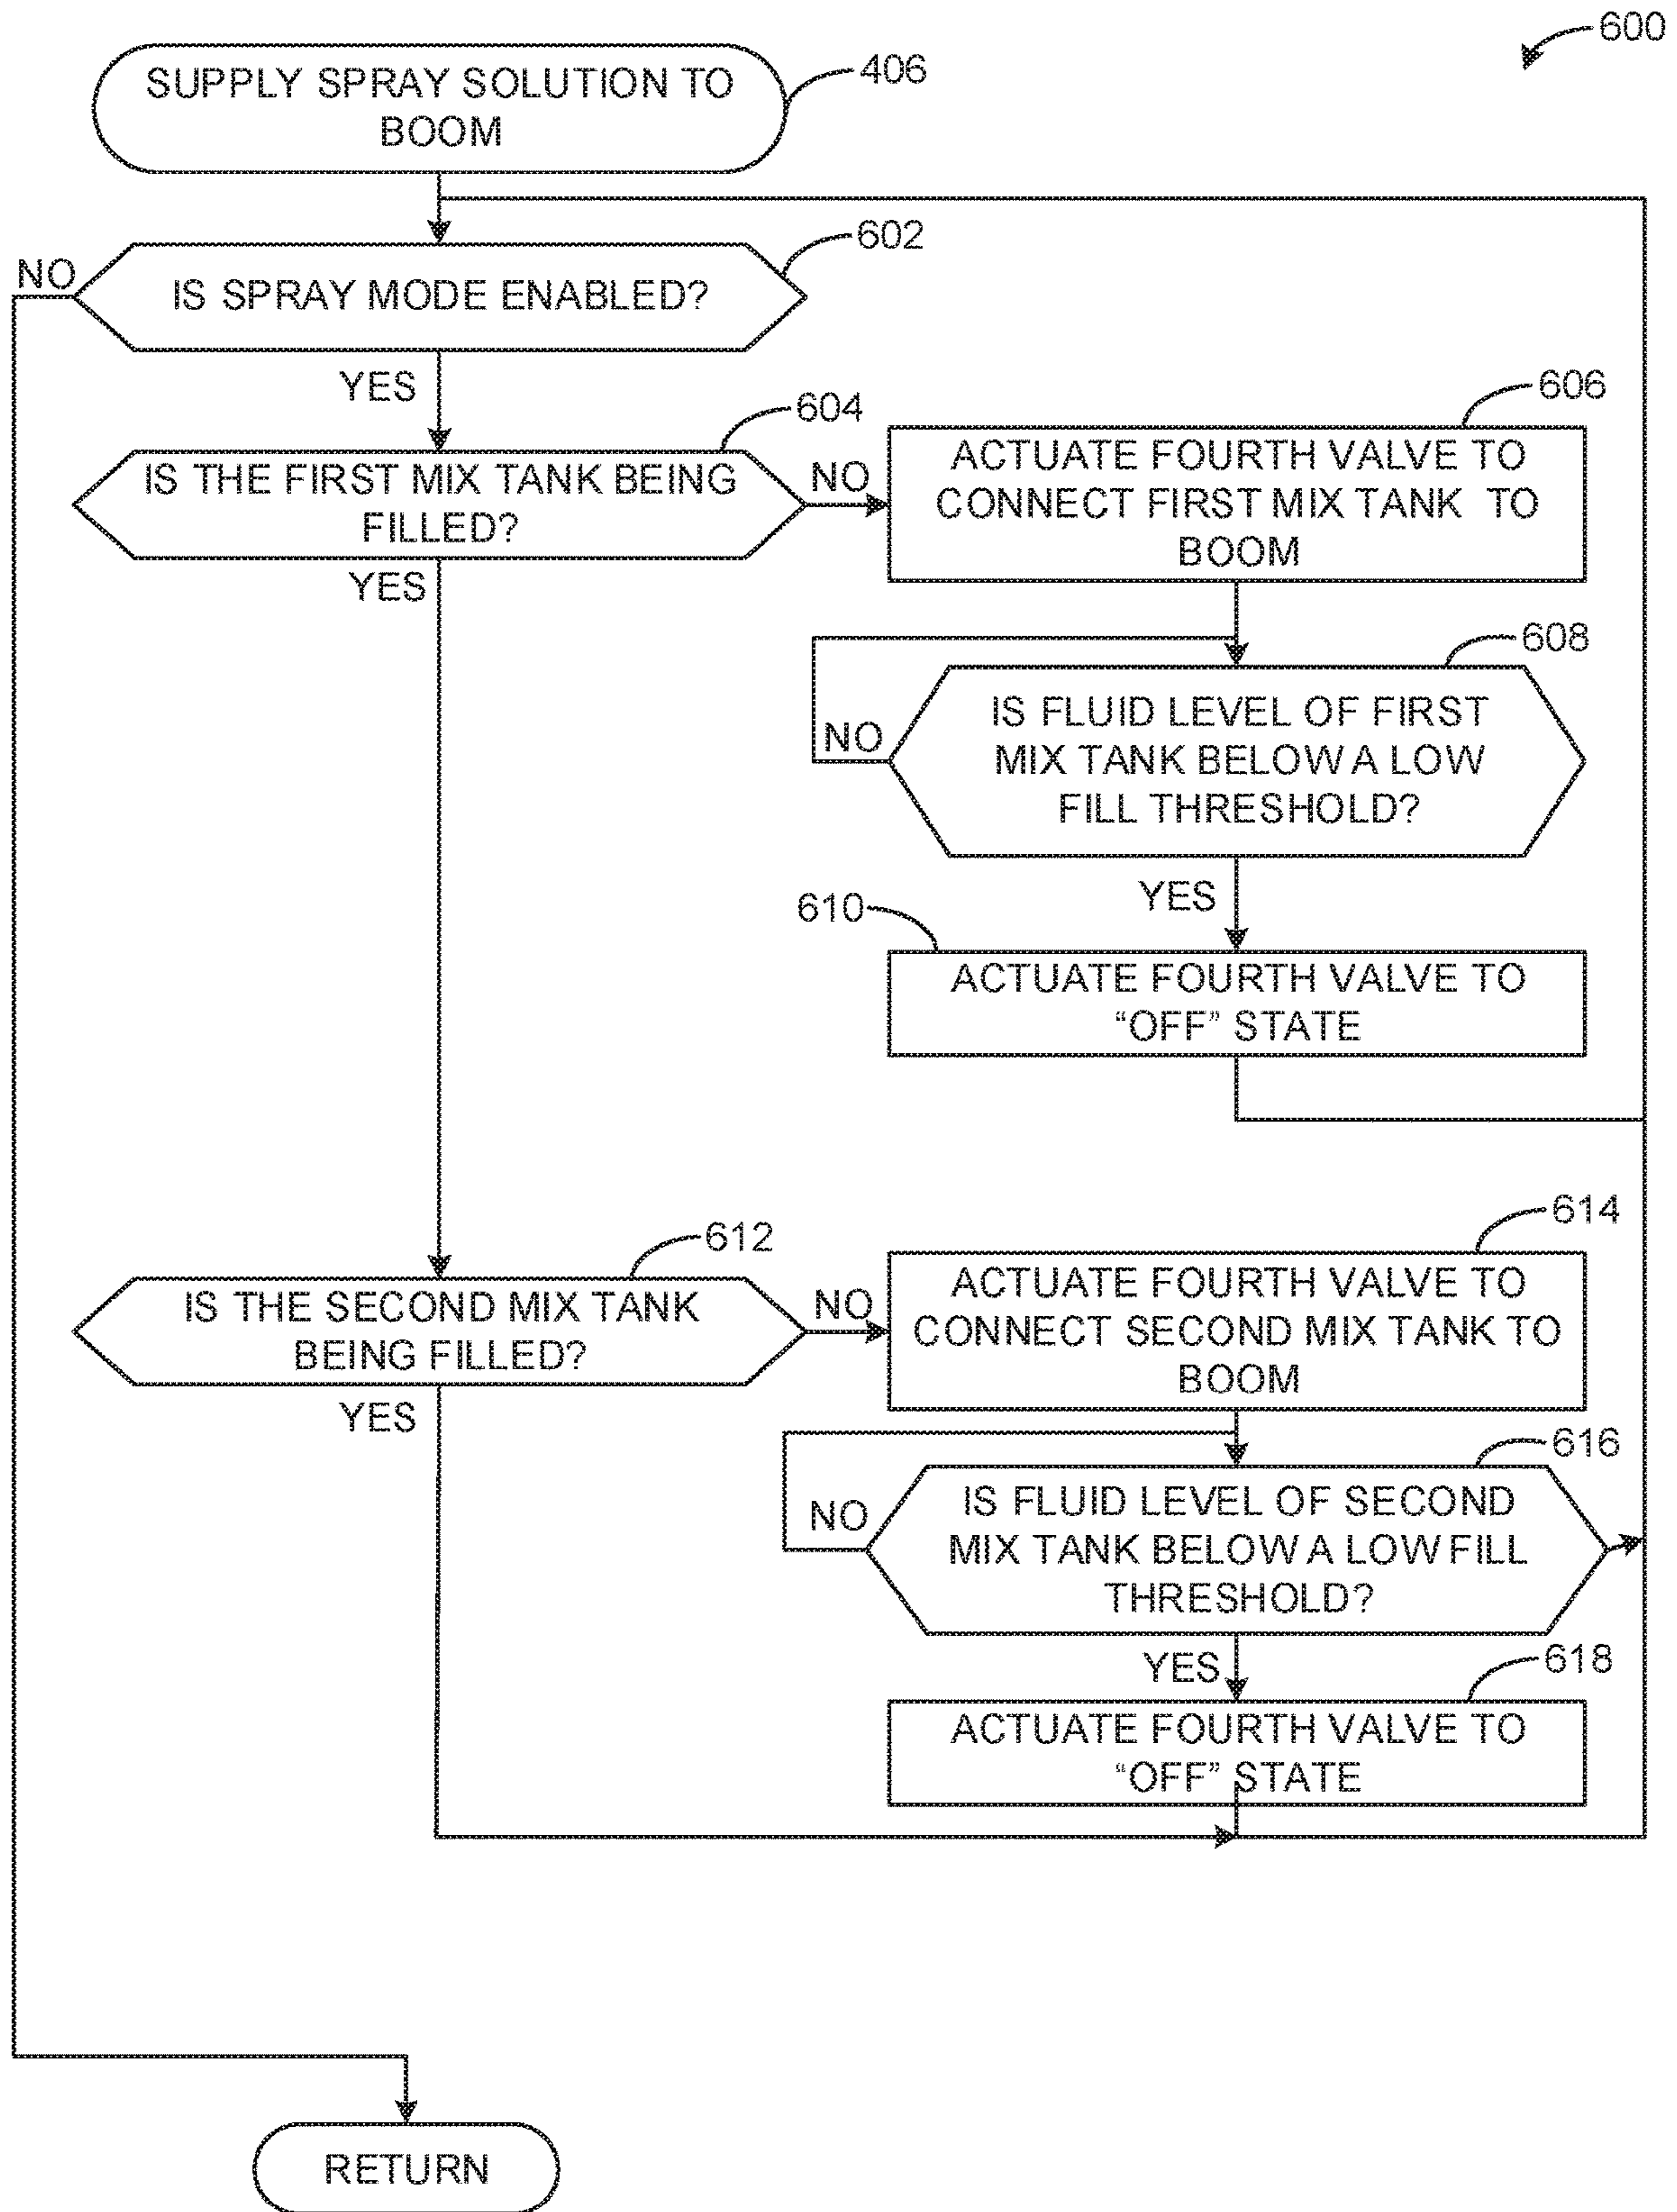 600
SUPPLY SPRAY SOLUTION TO
BOOM
406
602
NO
IS SPRAY MODE ENABLED?
YES
604
IS THE FIRST MIX TANK BEING
FILLED?
NO
YES
606
ACTUATE FOURTH VALVE TO
CONNECT FIRST MIX TANK TO
BOOM
608
IS FLUID LEVEL OF FIRST
MIX TANK BELOW A LOW
FILL THRESHOLD?
NO
YES
610
ACTUATE FOURTH VALVE TO
“OFF” STATE
612
IS THE SECOND MIX TANK
BEING FILLED?
NO
YES
614
ACTUATE FOURTH VALVE TO
CONNECT SECOND MIX TANK TO
BOOM
616
IS FLUID LEVEL OF SECOND
MIX TANK BELOW A LOW FILL
THRESHOLD?
NO
YES
618
ACTUATE FOURTH VALVE TO
“OFF” STATE
RETURN